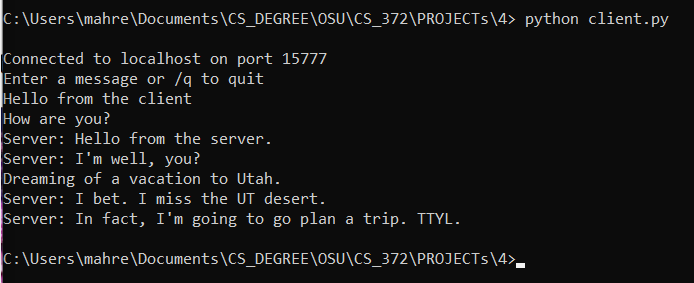 C:\Users\mahre\Documents\CS_DEGREE\OSU\CS_372\PROJECTs\4> python client.py
Connected to localhost on port 15777
Enter a message or /q to quit
Hello from the client
How are you?
Server: Hello from the server.
Server: I'm well, you?
Dreaming of a vacation to Utah.
Server: I bet. I miss the UT desert.
Server: In fact, I'm going to go plan a trip. TTYL.
C:\Users\mahre\Documents\CS_DEGREE\OSU\CS_372\PROJECTs\4>